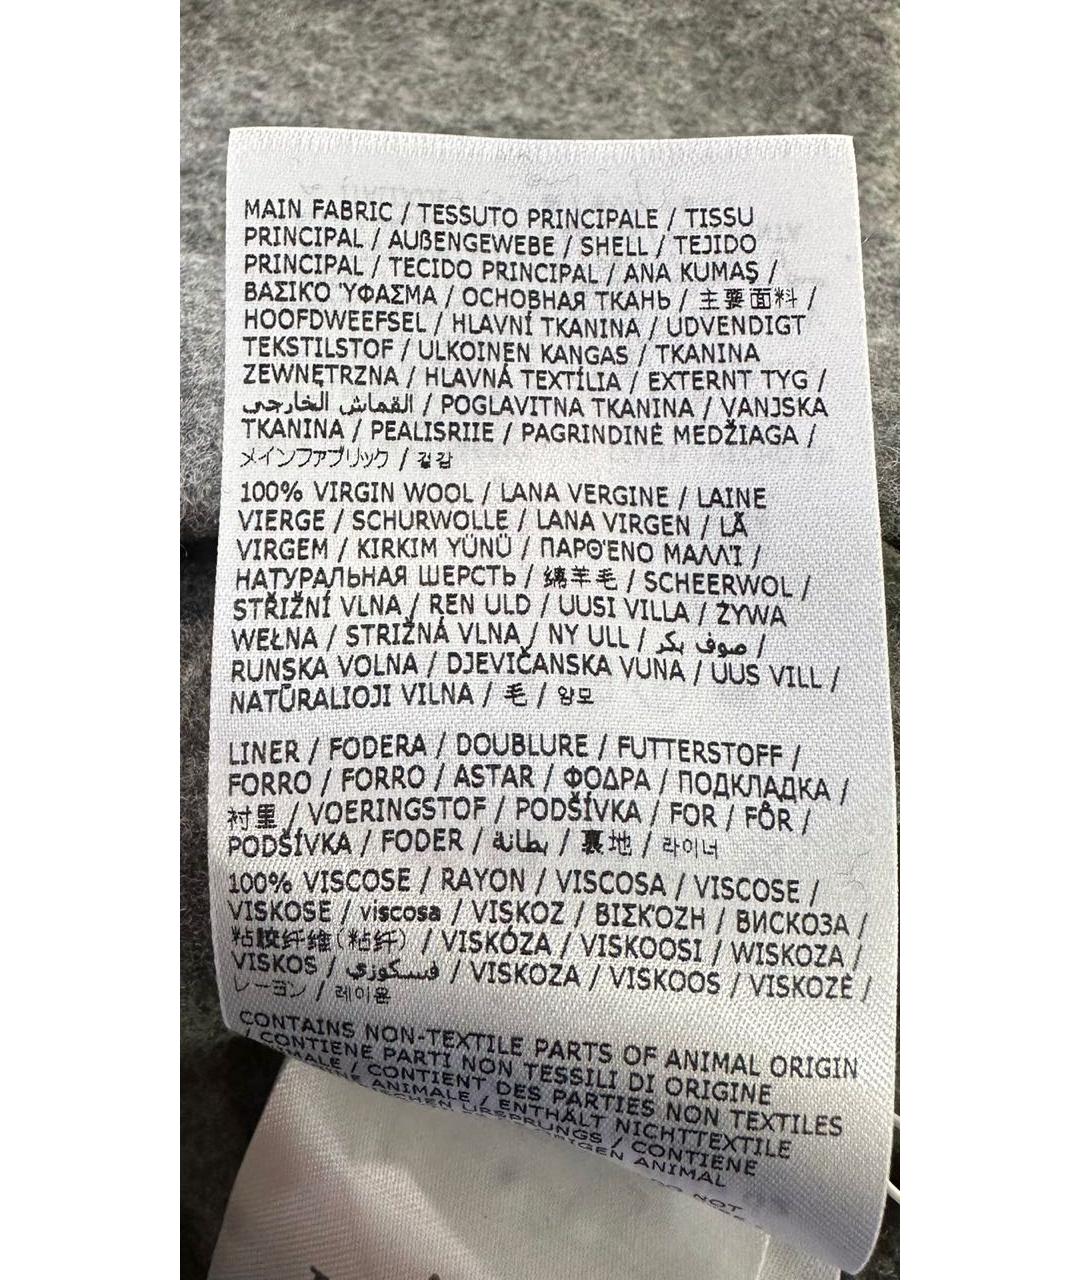 MAIN FABRIC / TESSUTO PRINCIPALE / TISSU
PRINCIPAL / AUßENGEWEBE / SHELL / TEJIDO
PRINCIPAL / TECIDO PRINCIPAL / ANA KUMAŞ /
ΒΑΣΙΚΌ ΎΦΑΣΜΑ / ОСНОВНАЯ ТКАНЬ / 主要面料 /
HOOFDWEEFSEL / HLAVNÍ TKANINA / UDVENDIGT
TEKSTILSTOF / ULKOINEN KANGAS / TKANINA
ZEWNĘTRZNA / HLAVNÁ TEXTÍLIA / EXTERNT TYG /
القماش الخارجي / POGLAVITNA TKANINA / VANJSKA
TKANINA / PEALISRIIE / PAGRINDINĖ MEDŽIAGA /
メインファブリック / 겉감
100% VIRGIN WOOL / LANA VERGINE / LAINE
VIERGE / SCHURWOLLE / LANA VIRGEN / LÃ
VIRGEM / KIRKIM YÜNÜ / ΠΑΡΘΈΝΟ ΜΑΛΛΊ /
НАТУРАЛЬНАЯ ШЕРСТЬ / 绵羊毛 / SCHEERWOL /
STŘIŽNÍ VLNA / REN ULD / UUSI VILLA / ŻYWA
WEŁNA / STRIŽNÁ VLNA / NY ULL / صوف بكر /
RUNSKA VOLNA / DJEVIČANSKA VUNA / UUS VILL /
NATŪRALIOJI VILNA / 毛 / 양모
LINER / FODERA / DOUBLURE / FUTTERSTOFF /
FORRO / FORRO / ASTAR / ΦΟΔΡΑ / ПОДКЛАДКА /
衬里 / VOERINGSTOF / PODŠÍVKA / FOR / FÔR /
PODŠÍVKA / FODER / بطانة / 裏地 / 라이너
100% VISCOSE / RAYON / VISCOSA / VISCOSE /
VISKOSE / viscosa / VISKOZ / ΒΙΣΚΌΖΗ / ВИСКОЗА /
粘胶纤维(粘纤) / VISKÓZA / VISKOOSI / WISKOZA /
VISKOS / فسكوزي / VISKOZA / VISKOOS / VISKOZĖ /
レーヨン / 레이온
CONTAINS NON-TEXTILE PARTS OF ANIMAL ORIGIN
/ CONTIENE PARTI NON TESSILI DI ORIGINE
ANIMALE / CONTIENT DES PARTIES NON TEXTILES
ANIMALE / ENTHÄLT NICHTTEXTILE
URSPRUNGS / CONTIENE
ORIGEN ANIMAL
NOT